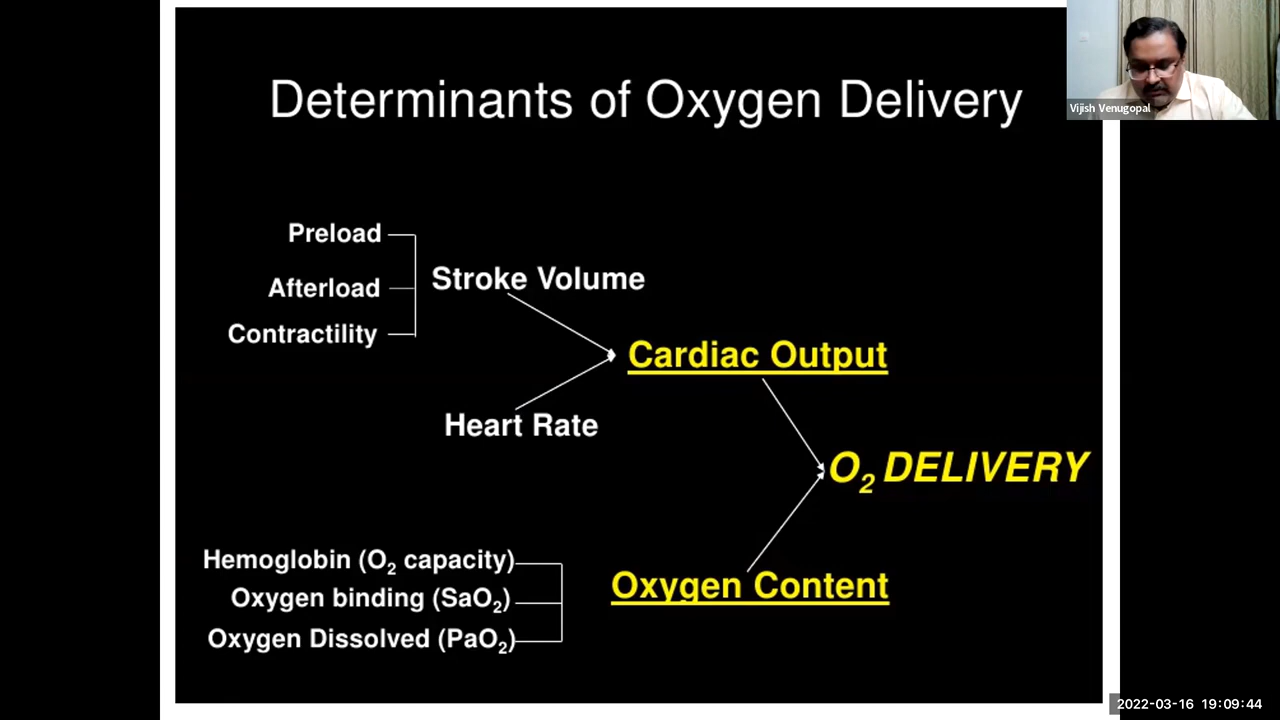 Determinants of Oxygen Delivery
Vijish Venugopal
Preload
Afterload
Contractility
Stroke Volume
Heart Rate
Cardiac Output
O₂ DELIVERY
Hemoglobin (O₂ capacity)
Oxygen binding (SaO₂)
Oxygen Dissolved (PaO₂)
Oxygen Content
2022-03-16 19:09:44